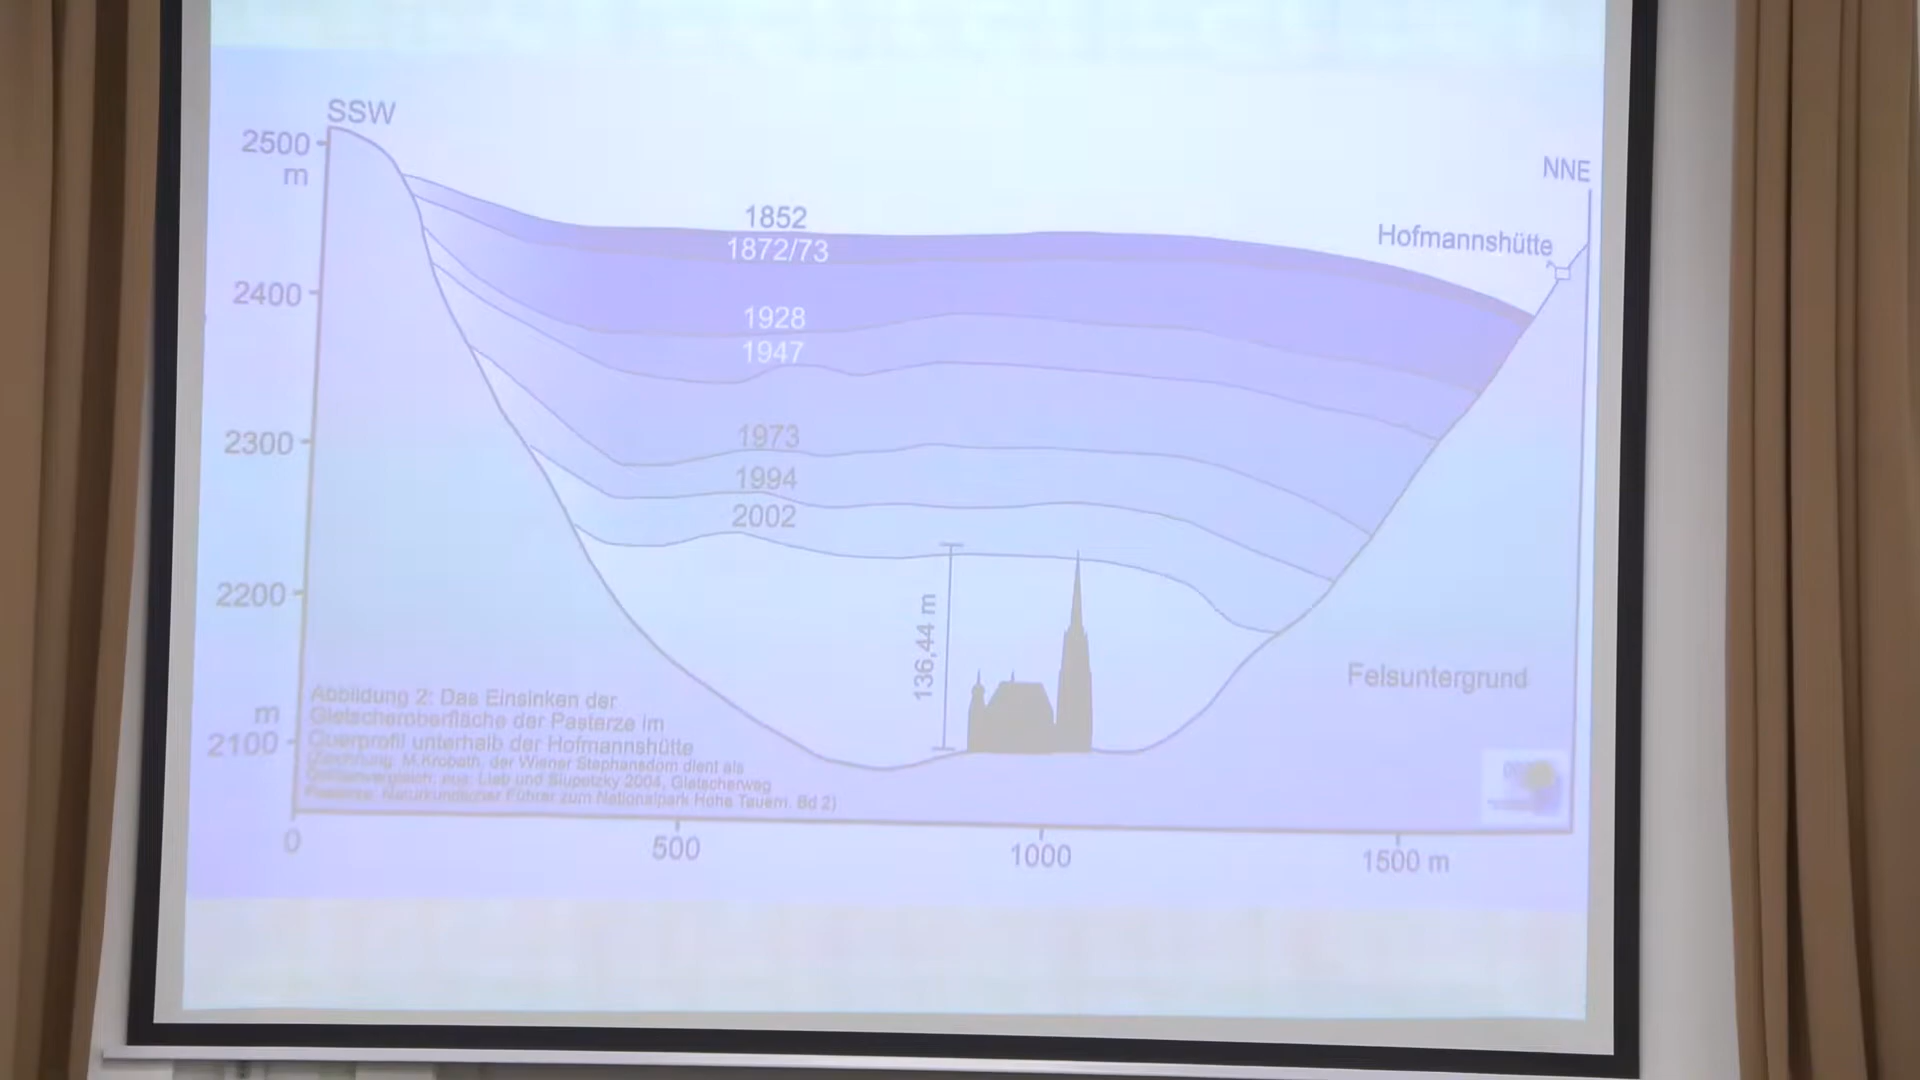 SSW
2500
m
NNE
Hofmannshütte
1852
1872/73
2400
1928
1947
2300
1973
1994
2002
2200
136,44 m
Felsuntergrund
Abbildung 2: Das Einsinken der
Gletscheroberfläche der Pasterze im
Querprofil unterhalb der Hofmannshütte
(Zeichnung: M.Krobath, der Wiener Stephansdom dient als
Größenvergleich; aus: Lieb und Slupetzky 2004, Gletscherweg
Pasterze. Naturkundlicher Führer zum Nationalpark Hohe Tauern. Bd 2)
m
2100
0
500
1000
1500 m